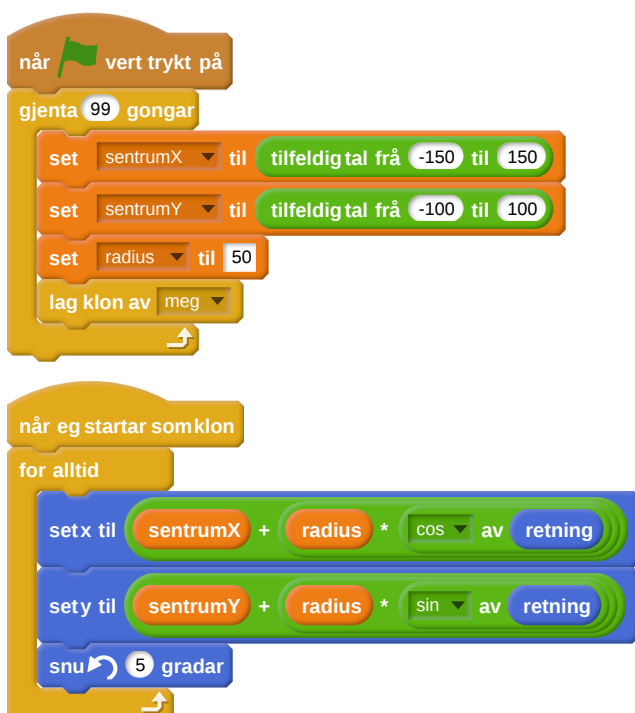 når vert trykt på
gjenta 99 gongar
set sentrumX til tilfeldig tal frå -150 til 150
set sentrumY til tilfeldig tal frå -100 til 100
set radius til 50
lag klon av meg
når eg startar som klon
for alltid
set x til sentrumX + radius * cos av retning
set y til sentrumY + radius * sin av retning
snu 5 gradar